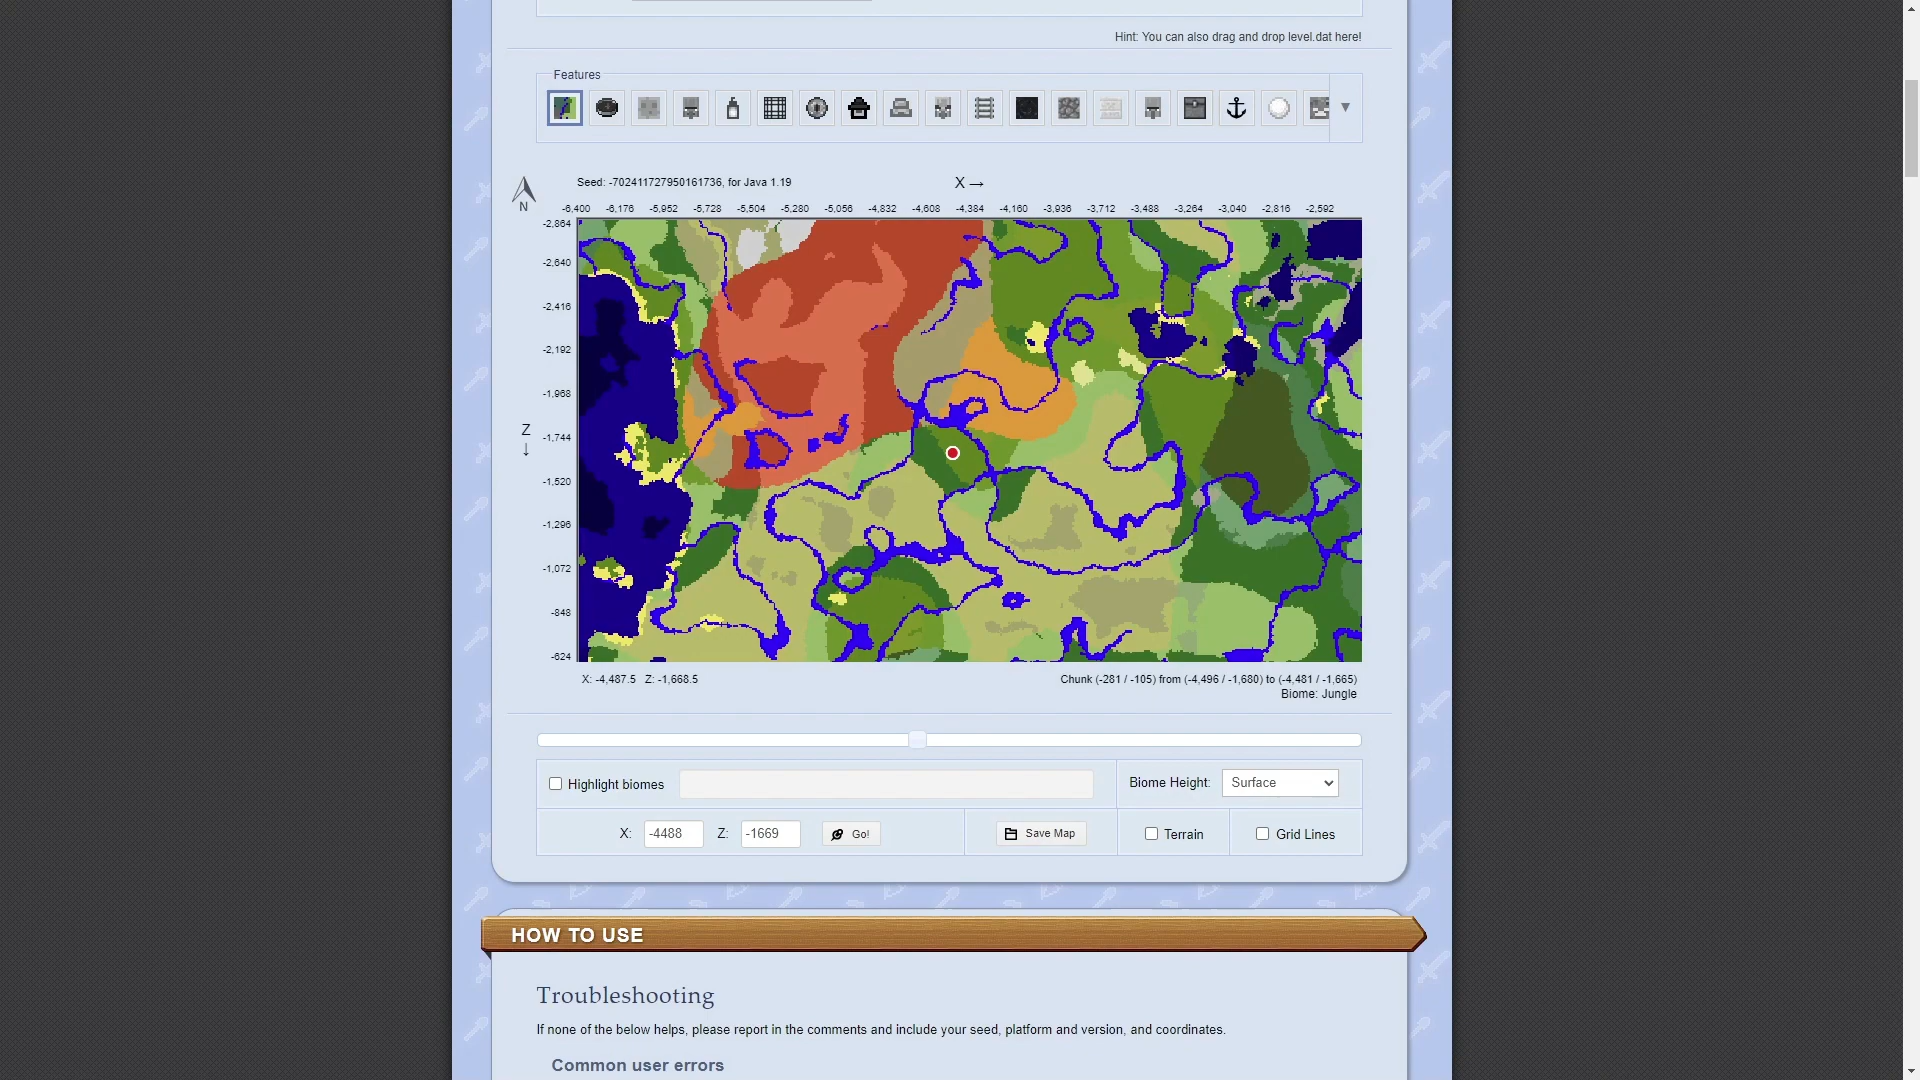 Hint: You can also drag and drop level.dat here!
Features
Seed: -702411727950161736, for Java 1.19
X →
N
-6,400 -6,176 -5,952 -5,728 -5,504 -5,280 -5,056 -4,832 -4,608 -4,384 -4,160 -3,936 -3,712 -3,488 -3,264 -3,040 -2,816 -2,592
-2,864
-2,640
-2,416
-2,192
-1,968
Z
↓
-1,744
-1,520
-1,296
-1,072
-848
-624
X: -4,487.5 Z: -1,668.5
Chunk (-281 / -105) from (-4,496 / -1,680) to (-4,481 / -1,665)
Biome: Jungle
Highlight biomes
Biome Height: Surface
X: -4488 Z: -1669 Go! Save Map Terrain Grid Lines
HOW TO USE
Troubleshooting
If none of the below helps, please report in the comments and include your seed, platform and version, and coordinates.
Common user errors